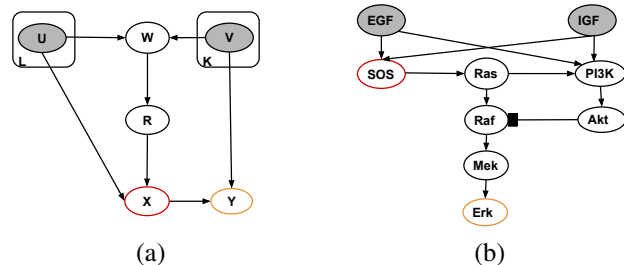 U W V
L K
R
X Y
(a)
EGF IGF
SOS Ras PI3K
Raf Akt
Mek
Erk
(b)